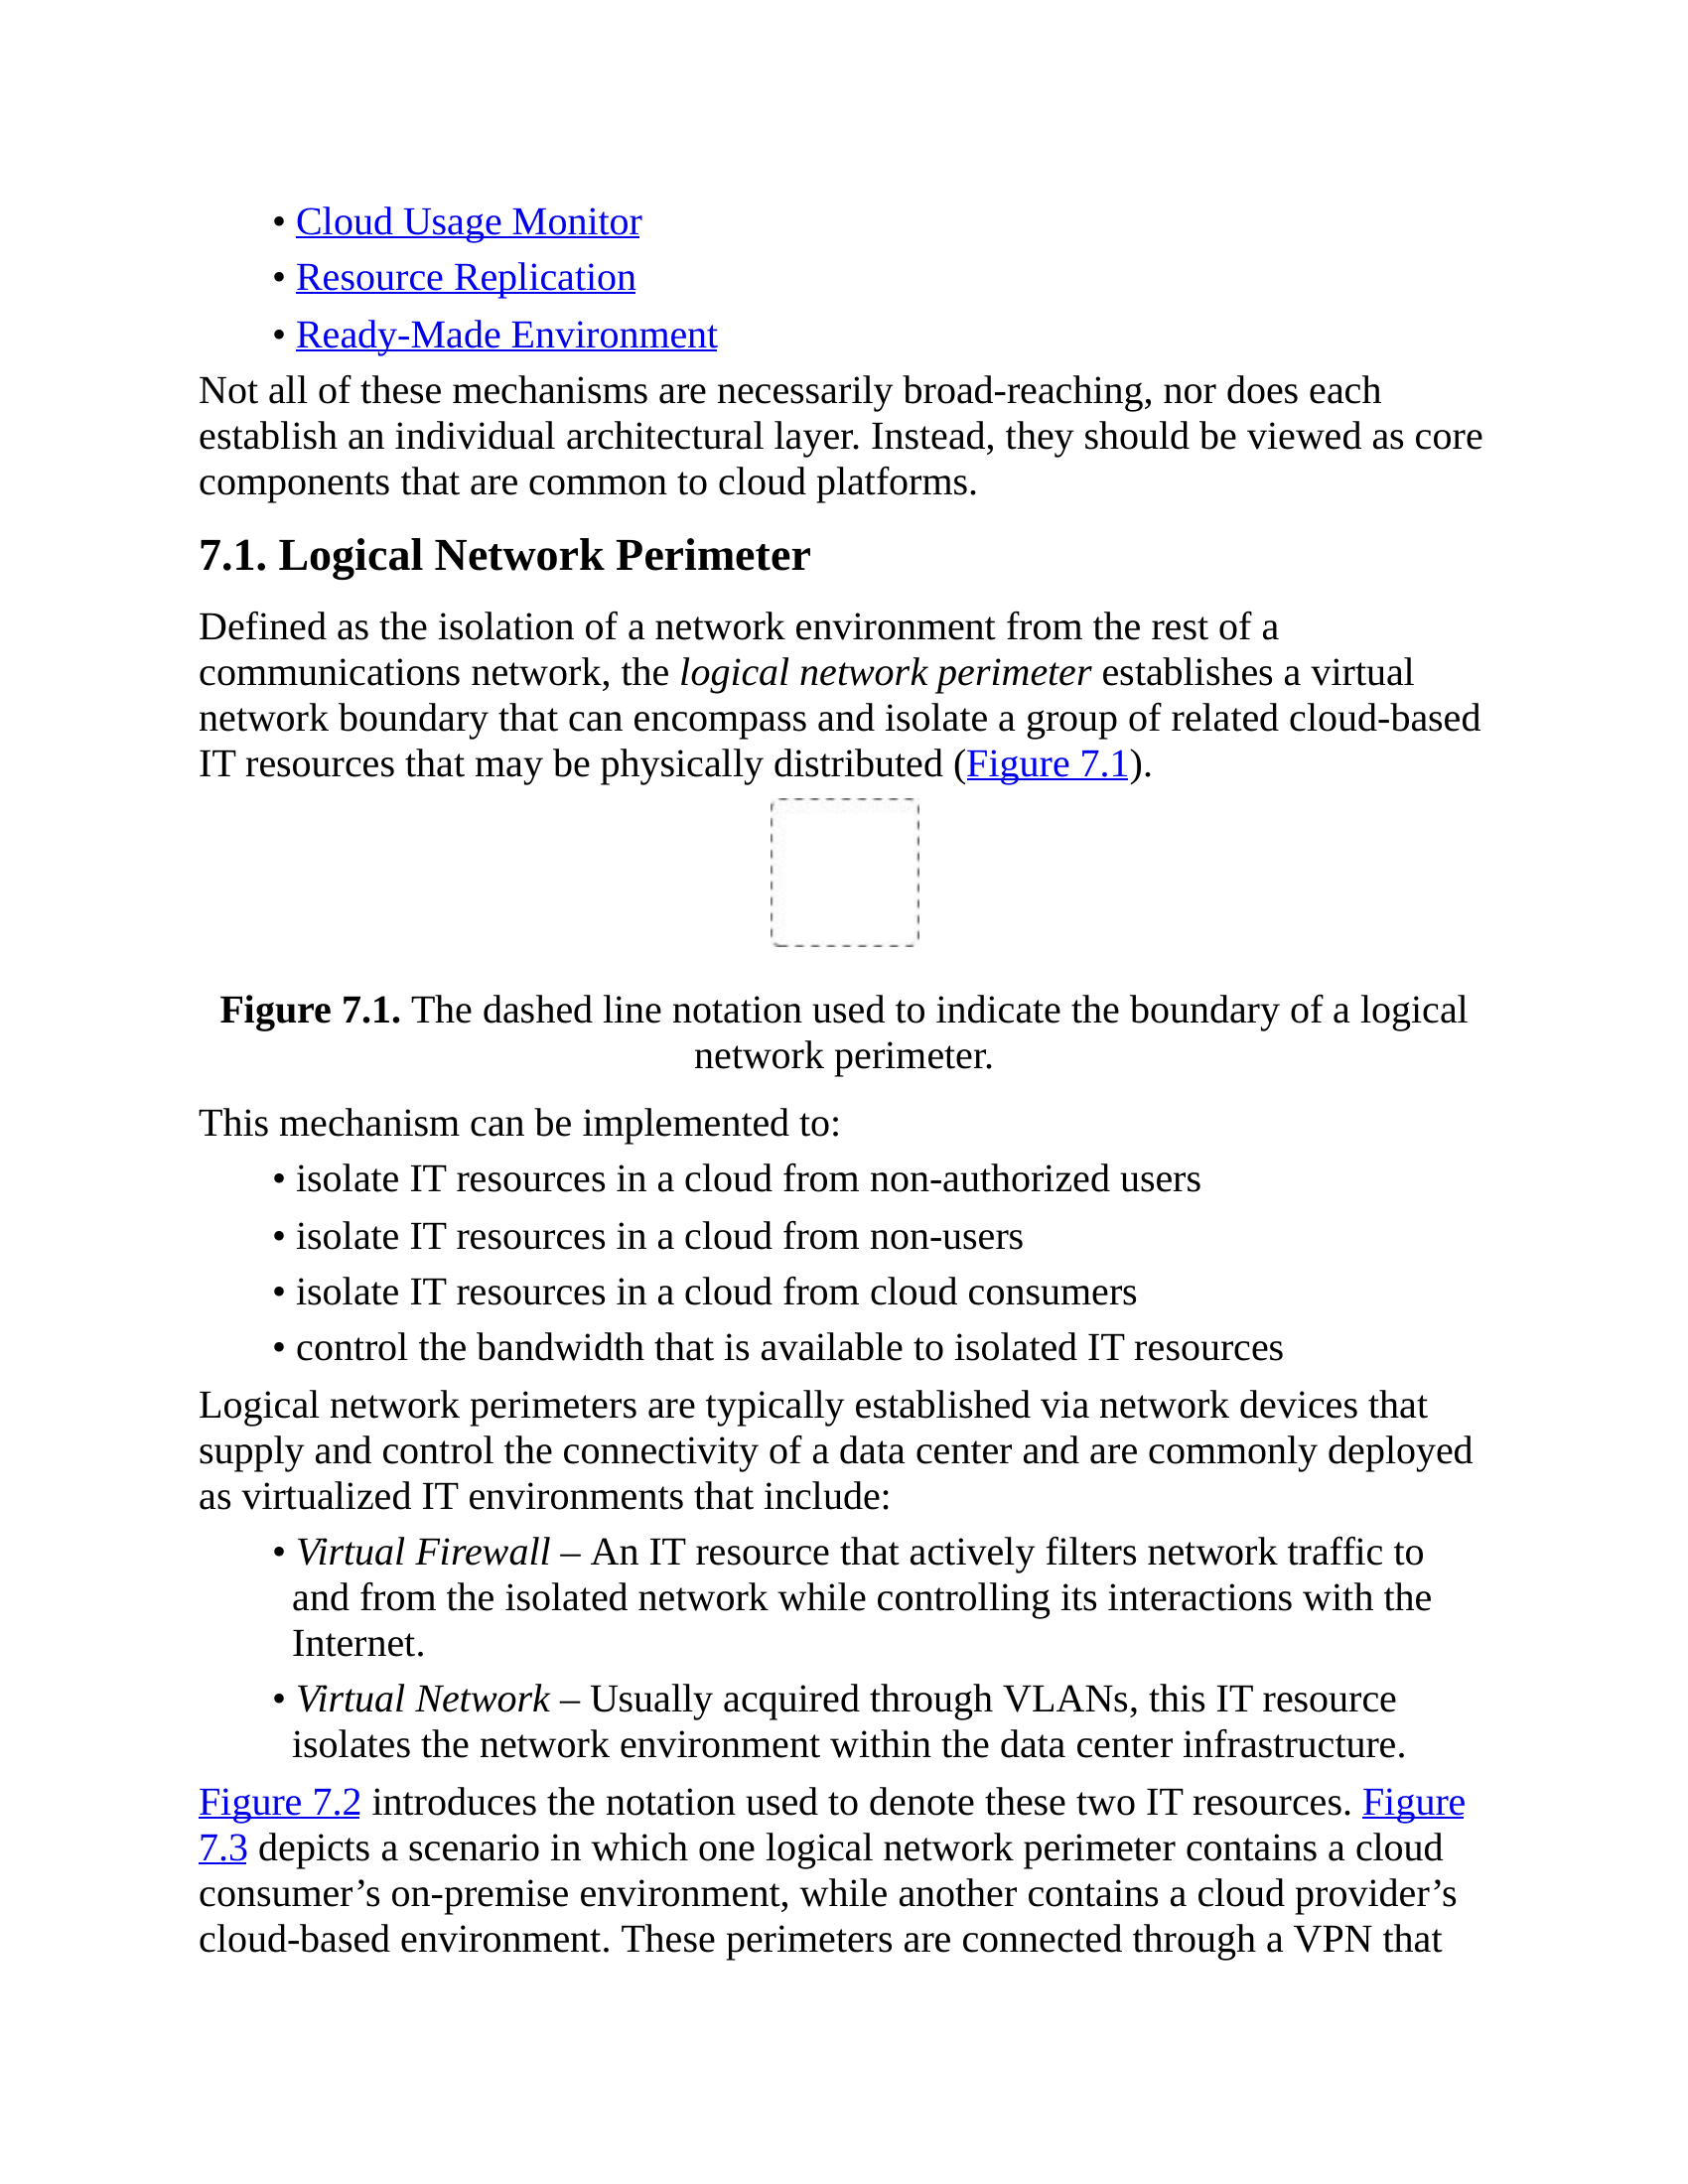 • Cloud Usage Monitor
• Resource Replication
• Ready-Made Environment
Not all of these mechanisms are necessarily broad-reaching, nor does each
establish an individual architectural layer. Instead, they should be viewed as core
components that are common to cloud platforms.
7.1. Logical Network Perimeter
Defined as the isolation of a network environment from the rest of a
communications network, the logical network perimeter establishes a virtual
network boundary that can encompass and isolate a group of related cloud-based
IT resources that may be physically distributed (Figure 7.1).
Figure 7.1. The dashed line notation used to indicate the boundary of a logical
network perimeter.
This mechanism can be implemented to:
• isolate IT resources in a cloud from non-authorized users
• isolate IT resources in a cloud from non-users
• isolate IT resources in a cloud from cloud consumers
• control the bandwidth that is available to isolated IT resources
Logical network perimeters are typically established via network devices that
supply and control the connectivity of a data center and are commonly deployed
as virtualized IT environments that include:
• Virtual Firewall – An IT resource that actively filters network traffic to
and from the isolated network while controlling its interactions with the
Internet.
• Virtual Network – Usually acquired through VLANs, this IT resource
isolates the network environment within the data center infrastructure.
Figure 7.2 introduces the notation used to denote these two IT resources. Figure
7.3 depicts a scenario in which one logical network perimeter contains a cloud
consumer’s on-premise environment, while another contains a cloud provider’s
cloud-based environment. These perimeters are connected through a VPN that